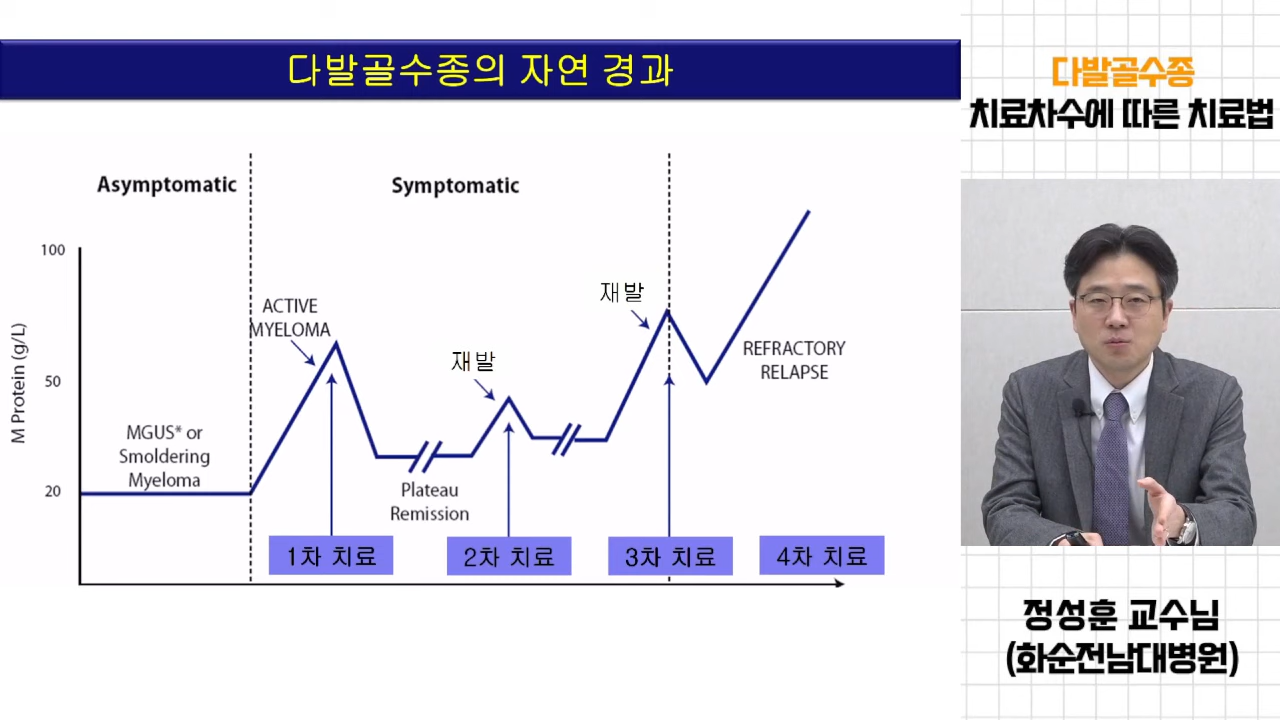 다발골수종의 자연 경과
Asymptomatic
Symptomatic
M Protein (g/L)
100
50
20
MGUS* or
Smoldering
Myeloma
ACTIVE
MYELOMA
Plateau
Remission
재발
재발
REFRACTORY
RELAPSE
1차 치료
2차 치료
3차 치료
4차 치료
다발골수종
치료차수에 따른 치료법
정성훈 교수님
(화순전남대병원)